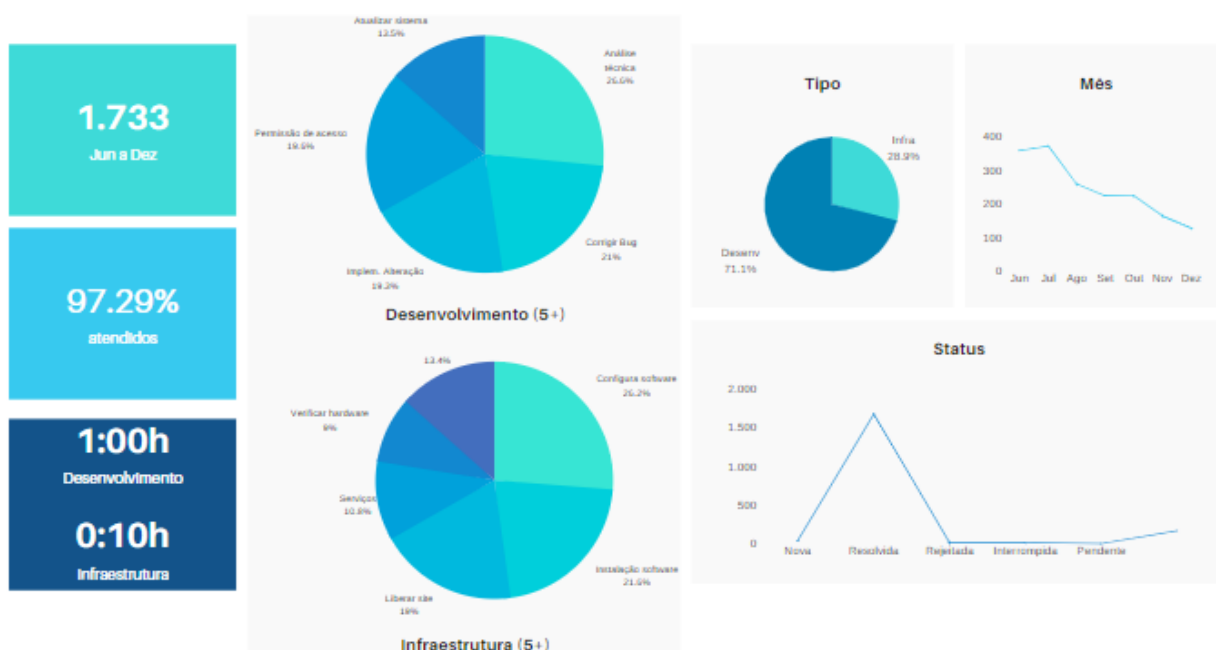 1.733
Jun a Dez
97.29%
atendidos
1:00h
Desenvolvimento
0:10h
Infraestrutura
Atualizar sistema
13.5%
Análise
técnica
26.6%
Permissão de acesso
19.6%
Corrigir Bug
21%
Implem. Alteração
19.3%
Desenvolvimento (5+)
13.4%
Configurar software
26.2%
Verificar hardware
9%
Serviços
10.8%
Instalação software
21.6%
Liberar site
19%
Infraestrutura (5+)
Tipo
Infra
28.9%
Desenv
71.1%
Mês
400
300
200
100
0
Jun Jul Ago Set Out Nov Dez
Status
2.000
1.500
1.000
500
0
Nova Resolvida Rejeitada Interrompida Pendente